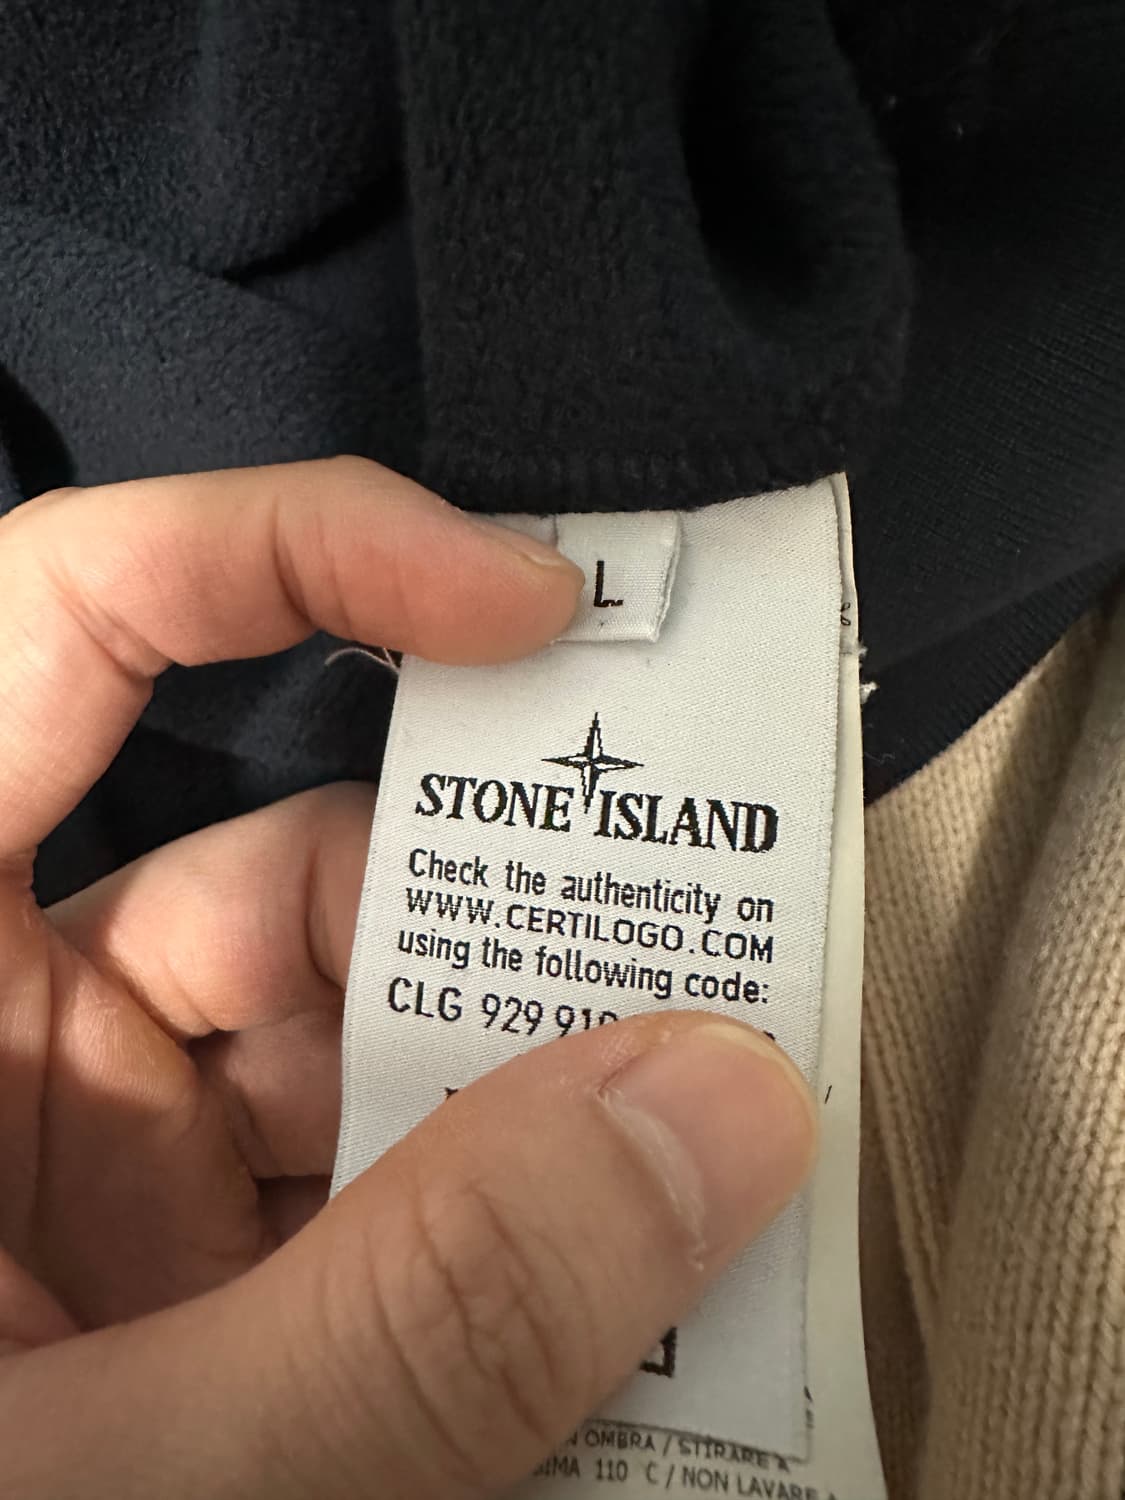 L
STONE ISLAND
Check the authenticity on
WWW.CERTILOGO.COM
using the following code:
CLG 929
OMBRA / STIRARE A
110 °C / NON LAVARE